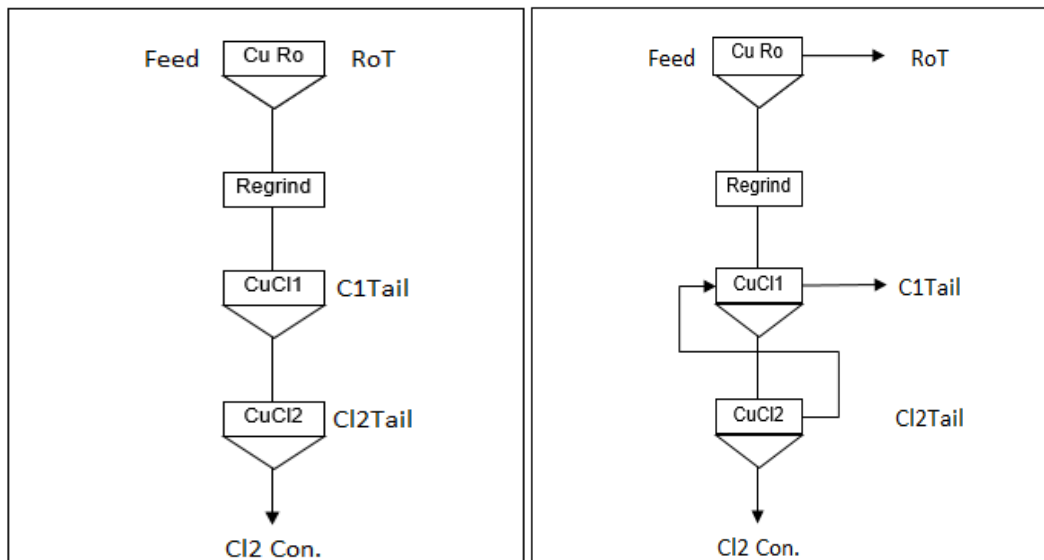 Feed
Cu Ro
RoT
Regrind
CuCl1
C1Tail
CuCl2
Cl2Tail
Cl2 Con.
Feed
Cu Ro
RoT
Regrind
CuCl1
C1Tail
CuCl2
Cl2Tail
Cl2 Con.